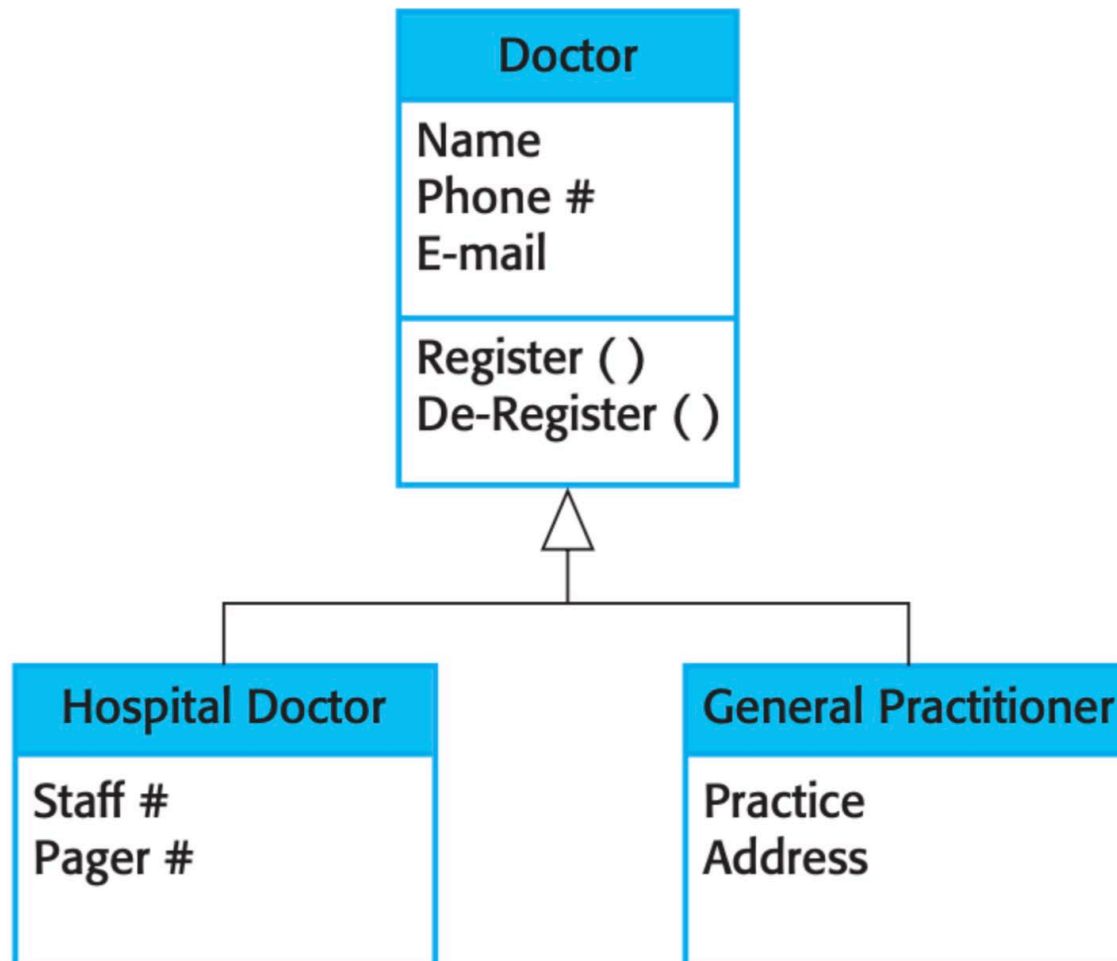 Doctor
Name
Phone #
E-mail
Register ( )
De-Register ( )
Hospital Doctor
Staff #
Pager #
General Practitioner
Practice
Address